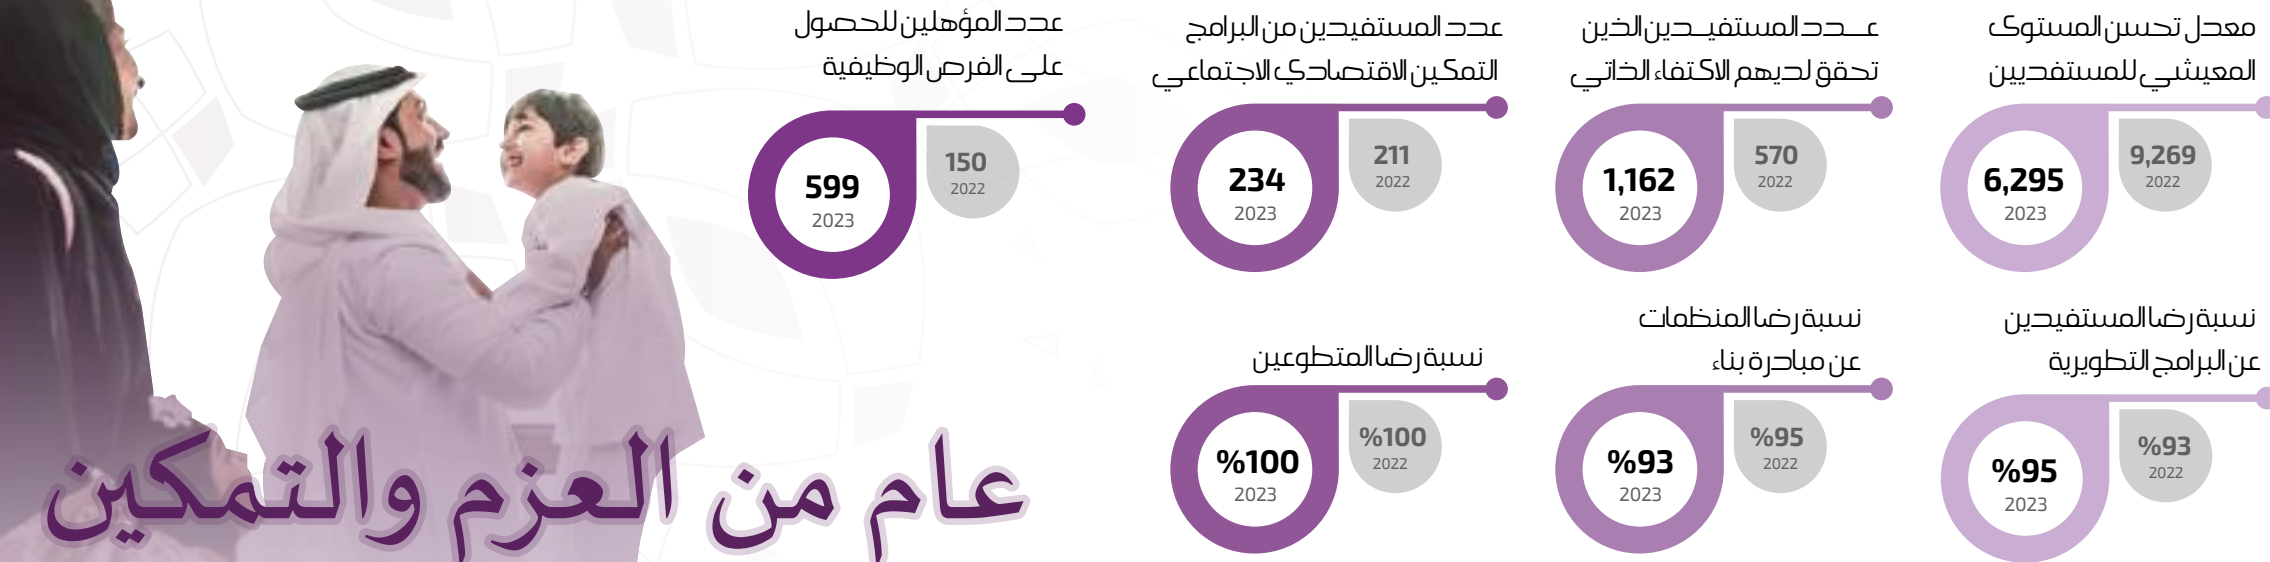 معدل تحسن المستوى
المعيشي للمستفديين
6,295
2023
9,269
2022
عدد المستفيدين الذين
تحقق لديهم الاكتفاء الذاتي
1,162
2023
570
2022
عدد المستفيدين من البرامج
التمكين الاقتصادي الاجتماعي
234
2023
211
2022
عدد المؤهلين للحصول
على الفرص الوظيفية
599
2023
150
2022
نسبة رضا المستفيدين
عن البرامج التطويرية
%95
2023
%93
2022
نسبة رضا المنظمات
عن مبادرة بناء
%93
2023
%95
2022
نسبة رضا المتطوعين
%100
2023
%100
2022
عام من العزم والتمكين